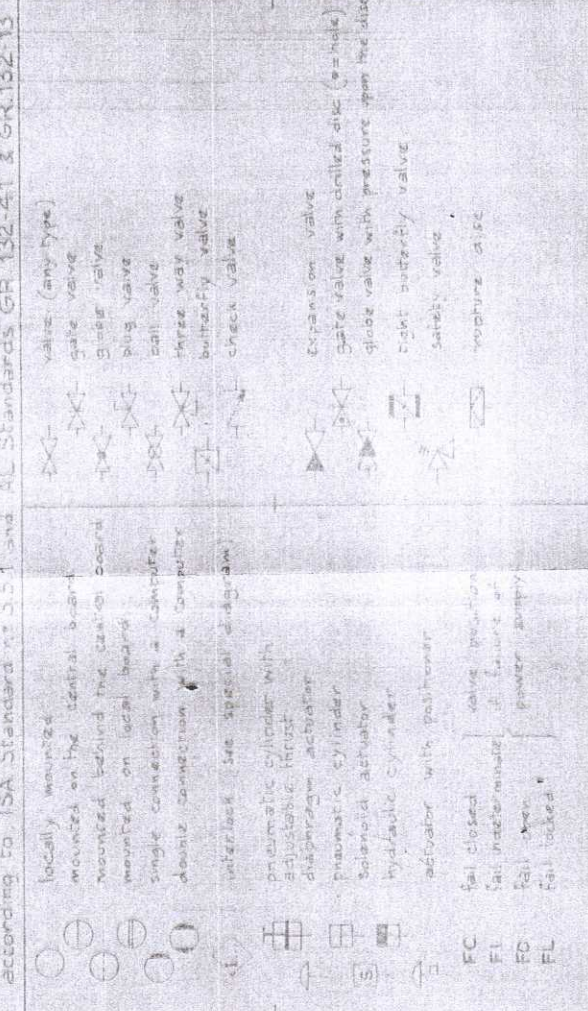 according to ISA Standard nr S.5.1 and AL Standards GR.132-41 & GR.132-13
locally mounted
mounted on the central board
mounted behind the central board
mounted on local board
single connection with a computer
double connection with a computer
interlock (see special diagram)
pneumatic cylinder with
adjustable thrust
diaphragm actuator
pneumatic cylinder
S solenoid actuator
hydraulic cylinder
actuator with positioner
FC fail closed
FI fail indeterminate
FO fail open
FL fail locked
valve position
if failure of
power supply
valve (any type)
gate valve
globe valve
plug valve
ball valve
three way valve
butterfly valve
check valve
expansion valve
gate valve with drilled disc (o=hole)
globe valve with pressure upon the disc
tight butterfly valve
safety valve
rupture disc